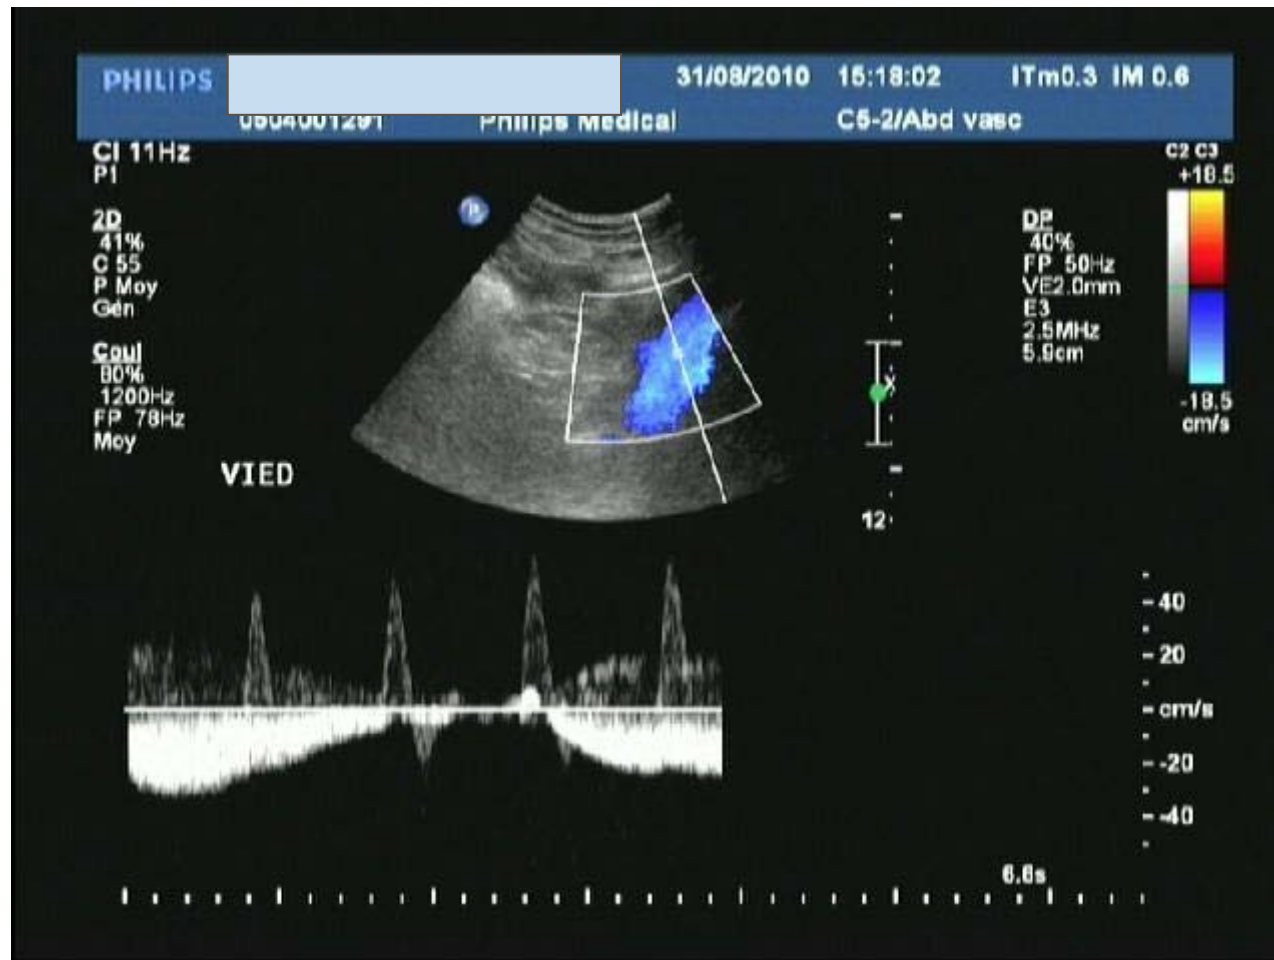 PHILIPS 31/08/2010 15:18:02 ITm0.3 IM 0.6
0504001291 Philips Medical C5-2/Abd vasc
CI 11Hz
P1
2D
41%
C 55
P Moy
Gén
Coul
80%
1200Hz
FP 78Hz
Moy
VIED
P
C2 C3
+18.5
-18.5
cm/s
DP
40%
FP 50Hz
VE2.0mm
E3
2.5MHz
5.9cm
x
12
40
20
cm/s
-20
-40
6.6s